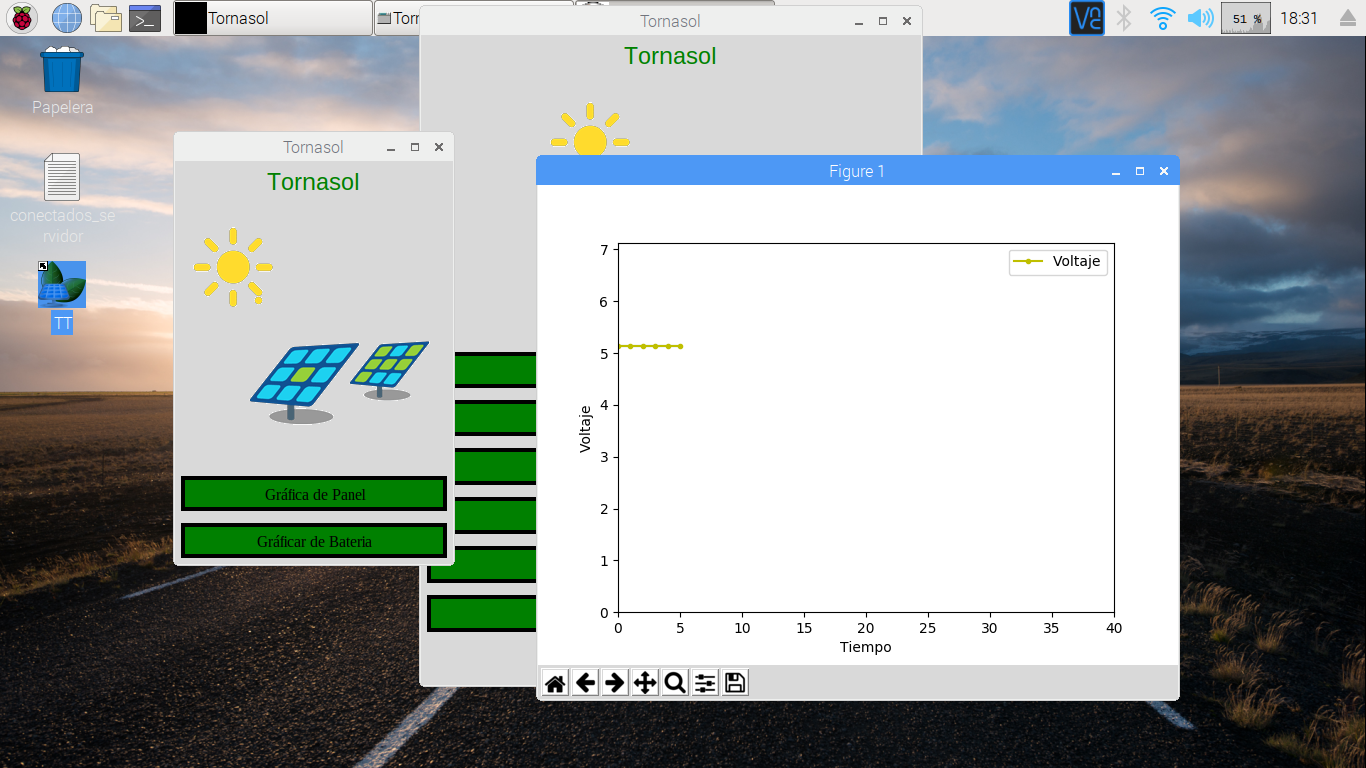 Tornasol
Torn
51 %
18:31
Papelera
conectados_se
rvidor
TT
Tornasol
Tornasol
Tornasol
Tornasol
Gráfica de Panel
Gráficar de Bateria
Figure 1
Voltaje
7
6
5
4
3
2
1
0
Voltaje
0 5 10 15 20 25 30 35 40
Tiempo